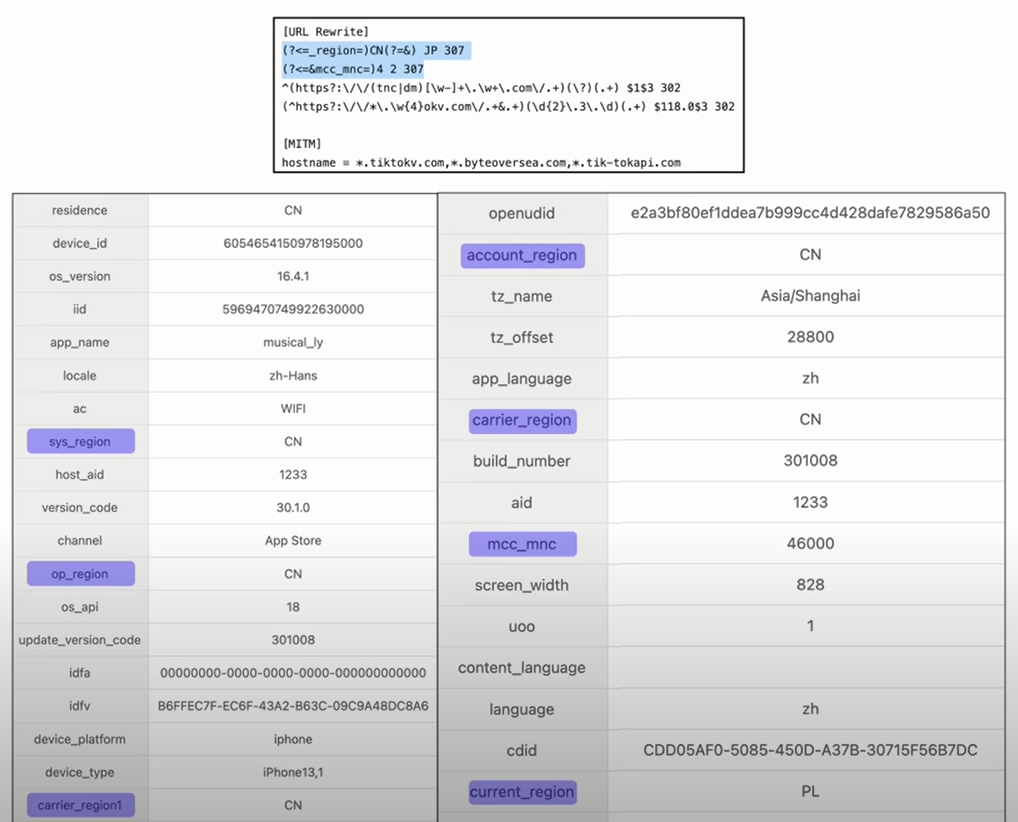 [URL Rewrite]
(?<=_region=)CN(?=&) JP 307
(?<=&mcc_mnc=)4 2 307
^(https?:\/\/(tnc|dm)[\w-]+\.\w+\.com\/.+)(\?)(.+) $1$3 302
(^https?:\/\/*\.\w{4}okv.com\/.+&.+)(\d{2}\.3\.\d)(.+) $118.0$3 302
[MITM]
hostname = *.tiktokv.com,*.byteoversea.com,*.tik-tokapi.com
residence CN
device_id 6054654150978195000
os_version 16.4.1
iid 5969470749922630000
app_name musical_ly
locale zh-Hans
ac WIFI
sys_region CN
host_aid 1233
version_code 30.1.0
channel App Store
op_region CN
os_api 18
update_version_code 301008
idfa 00000000-0000-0000-0000-000000000000
idfv B6FFEC7F-EC6F-43A2-B63C-09C9A48DC8A6
device_platform iphone
device_type iPhone13,1
carrier_region1 CN
openudid e2a3bf80ef1ddea7b999cc4d428dafe7829586a50
account_region CN
tz_name Asia/Shanghai
tz_offset 28800
app_language zh
carrier_region CN
build_number 301008
aid 1233
mcc_mnc 46000
screen_width 828
uoo 1
content_language
language zh
cdid CDD05AF0-5085-450D-A37B-30715F56B7DC
current_region PL